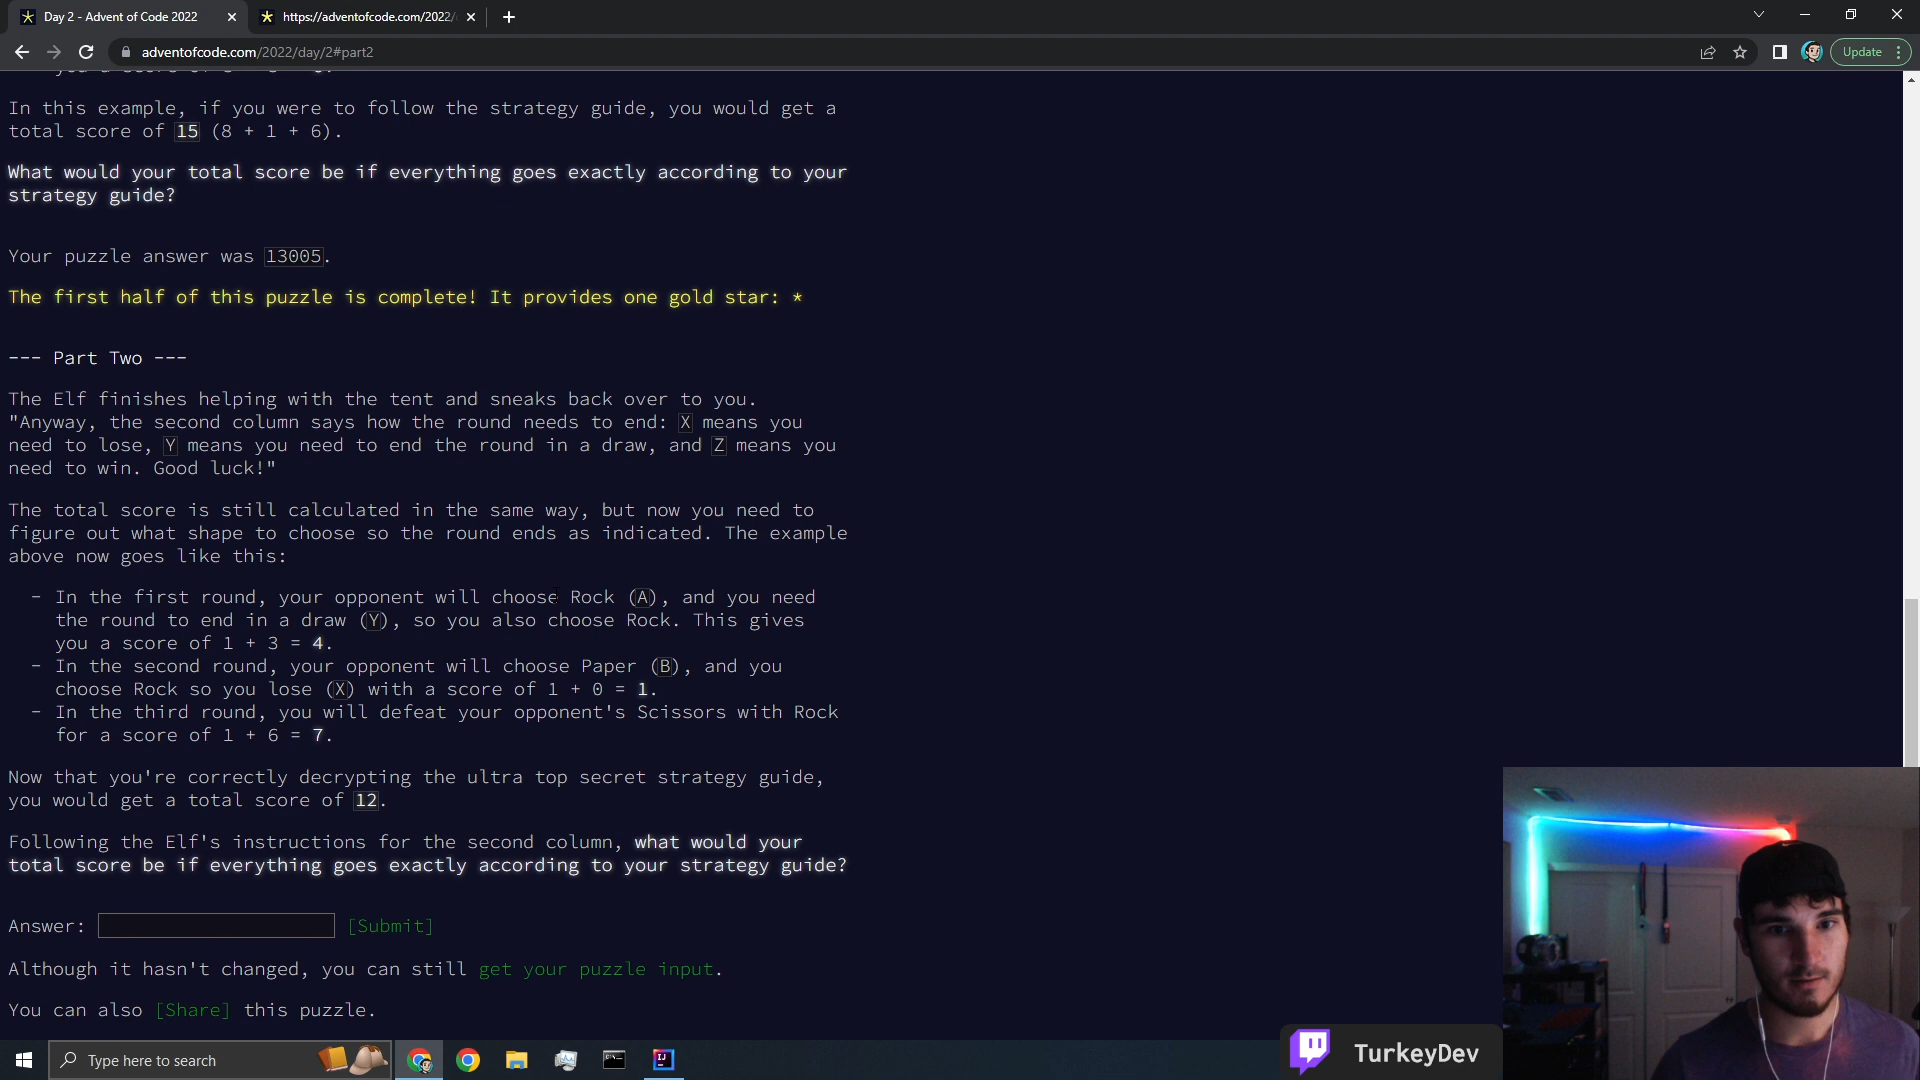 Day 2 - Advent of Code 2022
https://adventofcode.com/2022/
adventofcode.com/2022/day/2#part2
Update
In this example, if you were to follow the strategy guide, you would get a
total score of 15 (8 + 1 + 6).
What would your total score be if everything goes exactly according to your
strategy guide?
Your puzzle answer was 13005.
The first half of this puzzle is complete! It provides one gold star: *
--- Part Two ---
The Elf finishes helping with the tent and sneaks back over to you.
"Anyway, the second column says how the round needs to end: X means you
need to lose, Y means you need to end the round in a draw, and Z means you
need to win. Good luck!"
The total score is still calculated in the same way, but now you need to
figure out what shape to choose so the round ends as indicated. The example
above now goes like this:
- In the first round, your opponent will choose Rock (A), and you need
the round to end in a draw (Y), so you also choose Rock. This gives
you a score of 1 + 3 = 4.
- In the second round, your opponent will choose Paper (B), and you
choose Rock so you lose (X) with a score of 1 + 0 = 1.
- In the third round, you will defeat your opponent's Scissors with Rock
for a score of 1 + 6 = 7.
Now that you're correctly decrypting the ultra top secret strategy guide,
you would get a total score of 12.
Following the Elf's instructions for the second column, what would your
total score be if everything goes exactly according to your strategy guide?
Answer: [Submit]
Although it hasn't changed, you can still get your puzzle input.
You can also [Share] this puzzle.
TurkeyDev
Type here to search